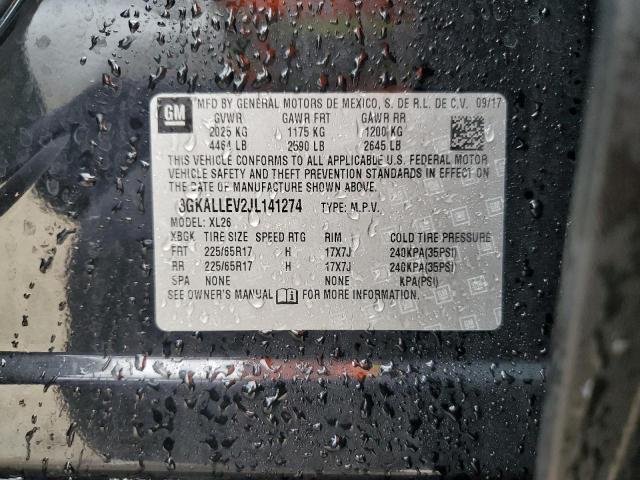 GM
MFD BY GENERAL MOTORS DE MEXICO, S. DE R.L. DE C.V. 09/17
GVWR GAWR FRT GAWR RR
2025 KG 1175 KG 1200 KG
4464 LB 2590 LB 2645 LB
THIS VEHICLE CONFORMS TO ALL APPLICABLE U.S. FEDERAL MOTOR
VEHICLE SAFETY AND THEFT PREVENTION STANDARDS IN EFFECT ON
THE DATE OF MANUFACTURE SHOWN ABOVE.
3GKALLEV2JL141274 TYPE: M.P.V.
MODEL: XL26
XBGK TIRE SIZE SPEED RTG RIM COLD TIRE PRESSURE
FRT 225/65R17 H 17X7J 240KPA(35PSI)
RR 225/65R17 H 17X7J 240KPA(35PSI)
SPA NONE NONE KPA(PSI)
SEE OWNER'S MANUAL FOR MORE INFORMATION.